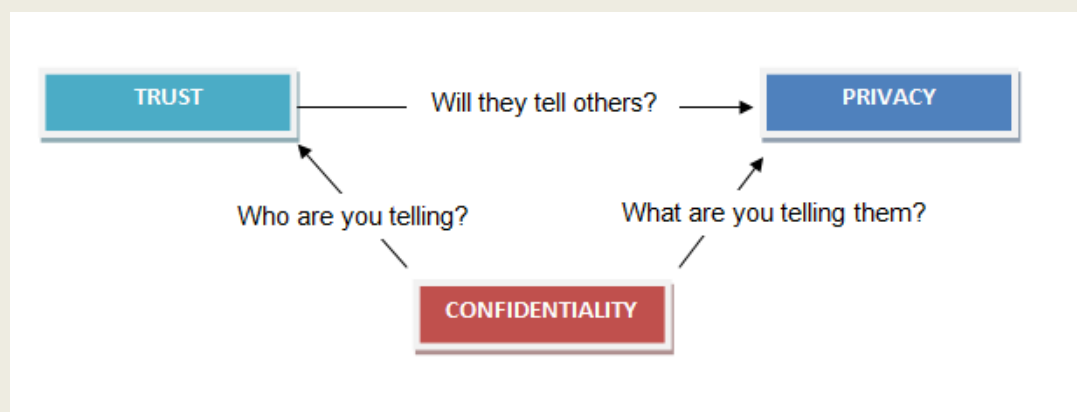 TRUST
Will they tell others?
PRIVACY
Who are you telling?
What are you telling them?
CONFIDENTIALITY